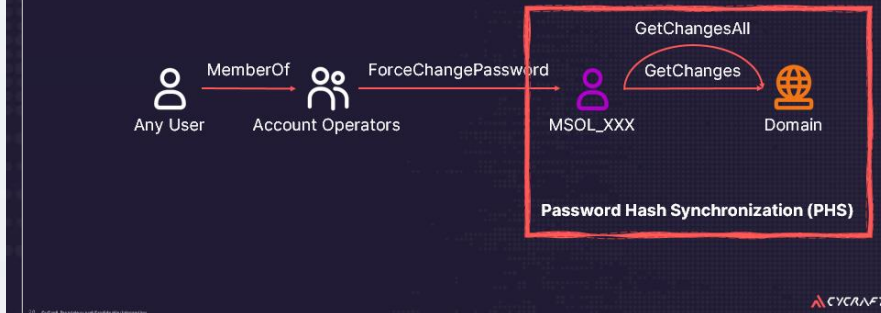 GetChangesAll
MemberOf
ForceChangePassword
GetChanges
Any User
Account Operators
MSOL_XXX
Domain
Password Hash Synchronization (PHS)
CYCRAFT